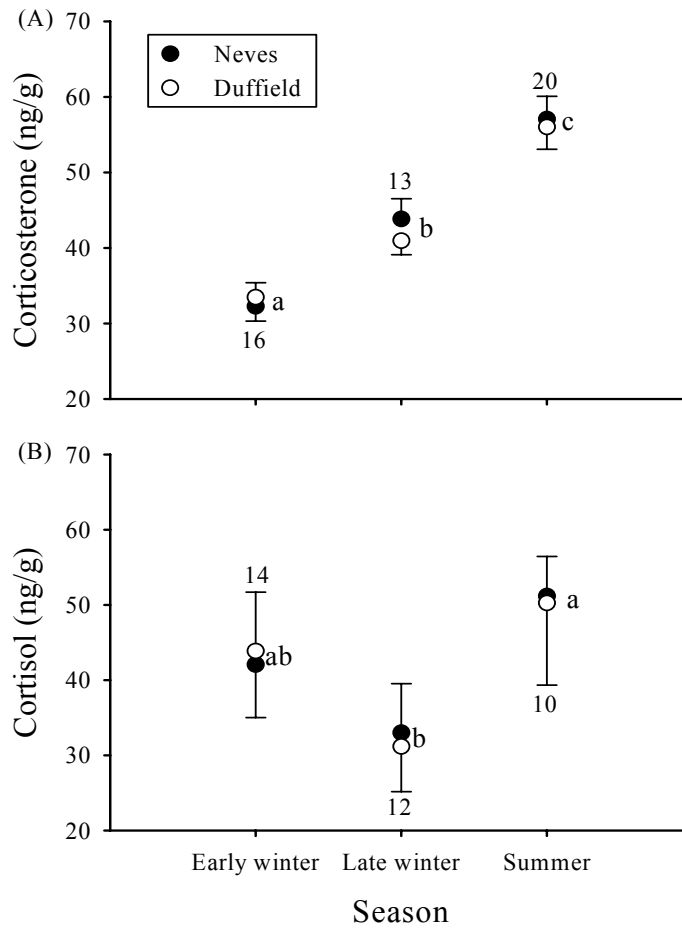 (A)
70
60
50
40
30
20
Corticosterone (ng/g)
Neves
Duffield
16
a
13
b
20
c
(B)
70
60
50
40
30
20
Cortisol (ng/g)
14
ab
12
b
10
a
Early winter Late winter Summer
Season